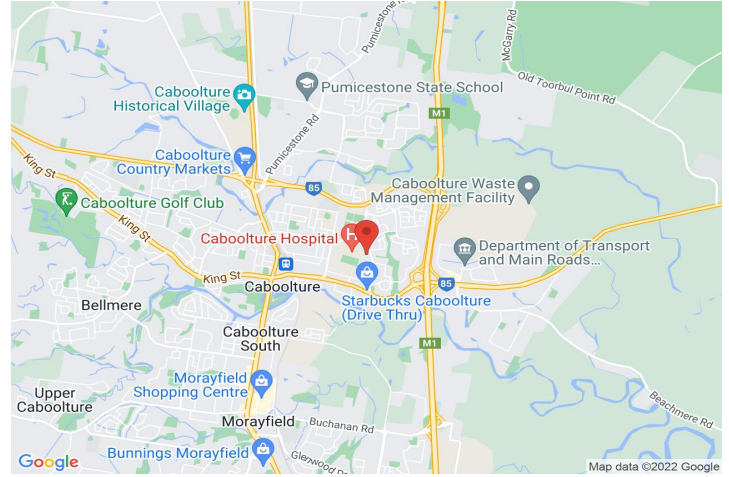 Pumicestone Rd
McGarry Rd
Old Toorbul Point Rd
Caboolture
Historical Village
Pumicestone State School
M1
Pumicestone Rd
King St
Caboolture
Country Markets
85
Caboolture Waste
Management Facility
Caboolture Golf Club
King St
Caboolture Hospital
H
Department of Transport
and Main Roads...
King St
Caboolture
85
Starbucks Caboolture
(Drive Thru)
Bellmere
Caboolture
South
M1
Morayfield
Shopping Centre
Upper
Caboolture
Beachmere Rd
Morayfield
Buchanan Rd
Bunnings Morayfield
Google
Map data ©2022 Google